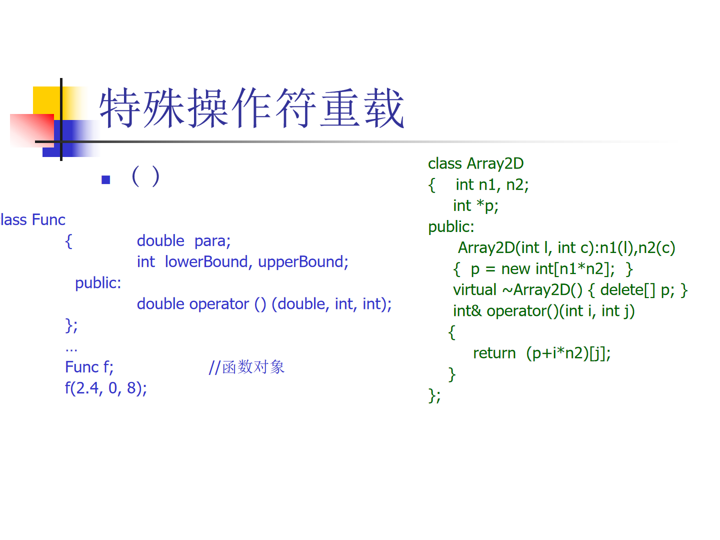 特殊操作符重载
( )
lass Func
{ double para;
int lowerBound, upperBound;
public:
double operator () (double, int, int);
};
…
Func f; //函数对象
f(2.4, 0, 8);
class Array2D
{ int n1, n2;
int *p;
public:
Array2D(int l, int c):n1(l),n2(c)
{ p = new int[n1*n2]; }
virtual ~Array2D() { delete[] p; }
int& operator()(int i, int j)
{
return (p+i*n2)[j];
}
};